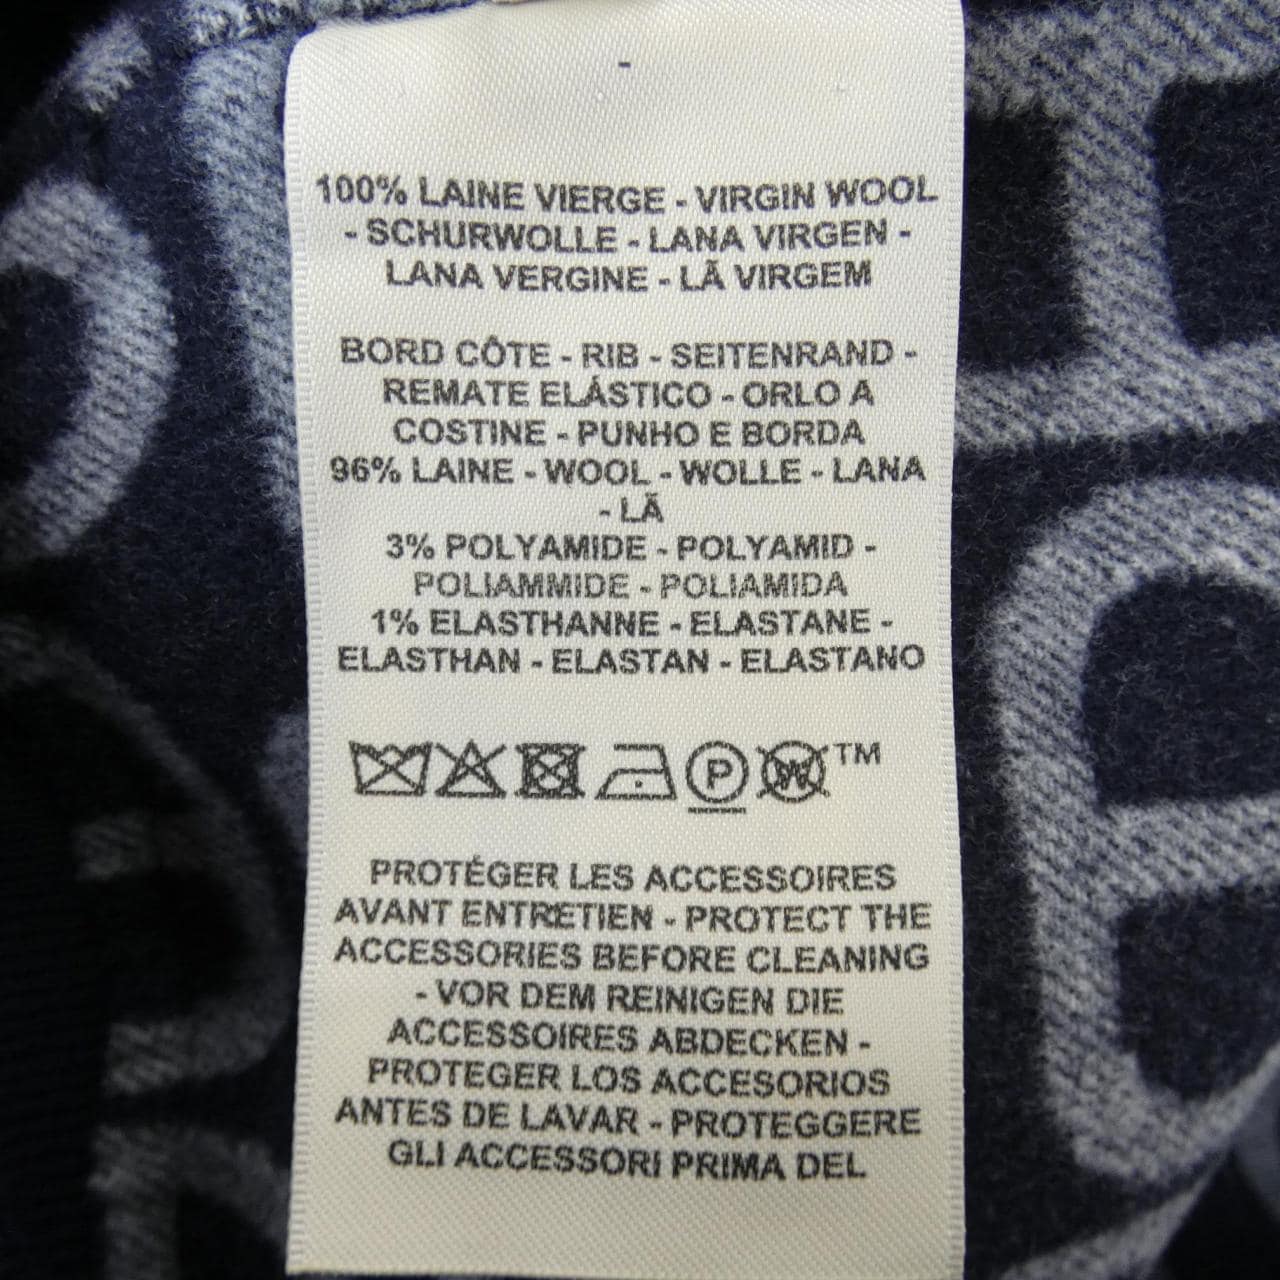 -
100% LAINE VIERGE - VIRGIN WOOL
- SCHURWOLLE - LANA VIRGEN -
LANA VERGINE - LÃ VIRGEM
BORD CÔTE - RIB - SEITENRAND -
REMATE ELÁSTICO - ORLO A
COSTINE - PUNHO E BORDA
96% LAINE - WOOL - WOLLE - LANA
- LÃ
3% POLYAMIDE - POLYAMID -
POLIAMMIDE - POLIAMIDA
1% ELASTHANNE - ELASTANE -
ELASTHAN - ELASTAN - ELASTANO
P W TM
PROTÉGER LES ACCESSOIRES
AVANT ENTRETIEN - PROTECT THE
ACCESSORIES BEFORE CLEANING
- VOR DEM REINIGEN DIE
ACCESSOIRES ABDECKEN -
PROTEGER LOS ACCESORIOS
ANTES DE LAVAR - PROTEGGERE
GLI ACCESSORI PRIMA DEL